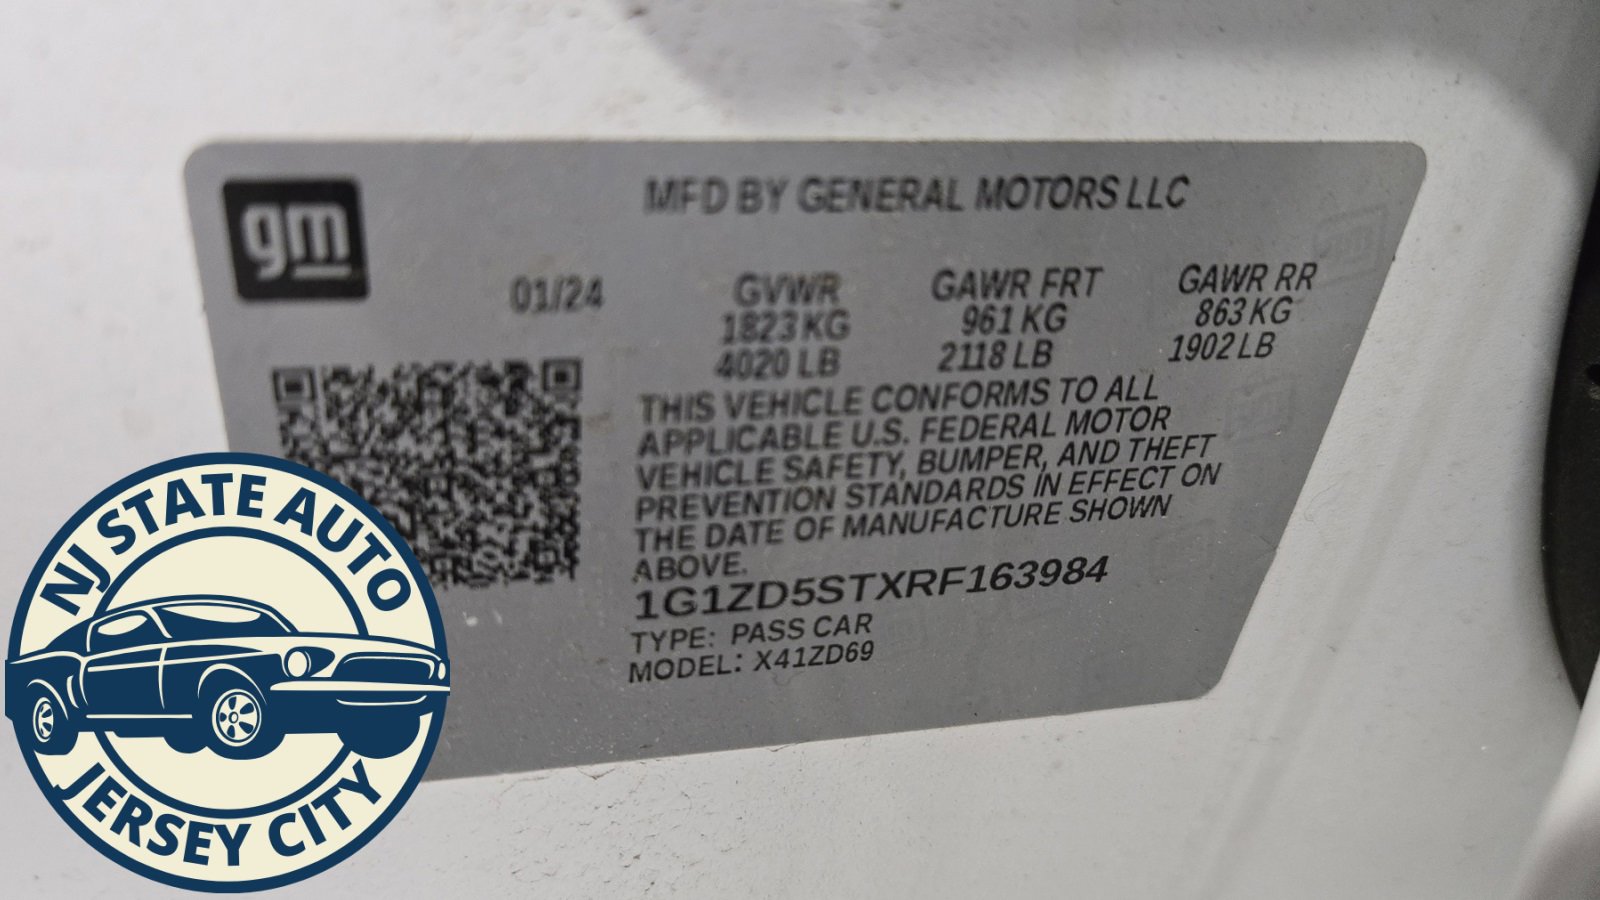 gm
MFD BY GENERAL MOTORS LLC
01/24
GVWR
1823 KG
4020 LB
GAWR FRT
961 KG
2118 LB
GAWR RR
863 KG
1902 LB
THIS VEHICLE CONFORMS TO ALL
APPLICABLE U.S. FEDERAL MOTOR
VEHICLE SAFETY, BUMPER, AND THEFT
PREVENTION STANDARDS IN EFFECT ON
THE DATE OF MANUFACTURE SHOWN
ABOVE.
1G1ZD5STXRF163984
TYPE: PASS CAR
MODEL: X41ZD69
NJ STATE AUTO
JERSEY CITY